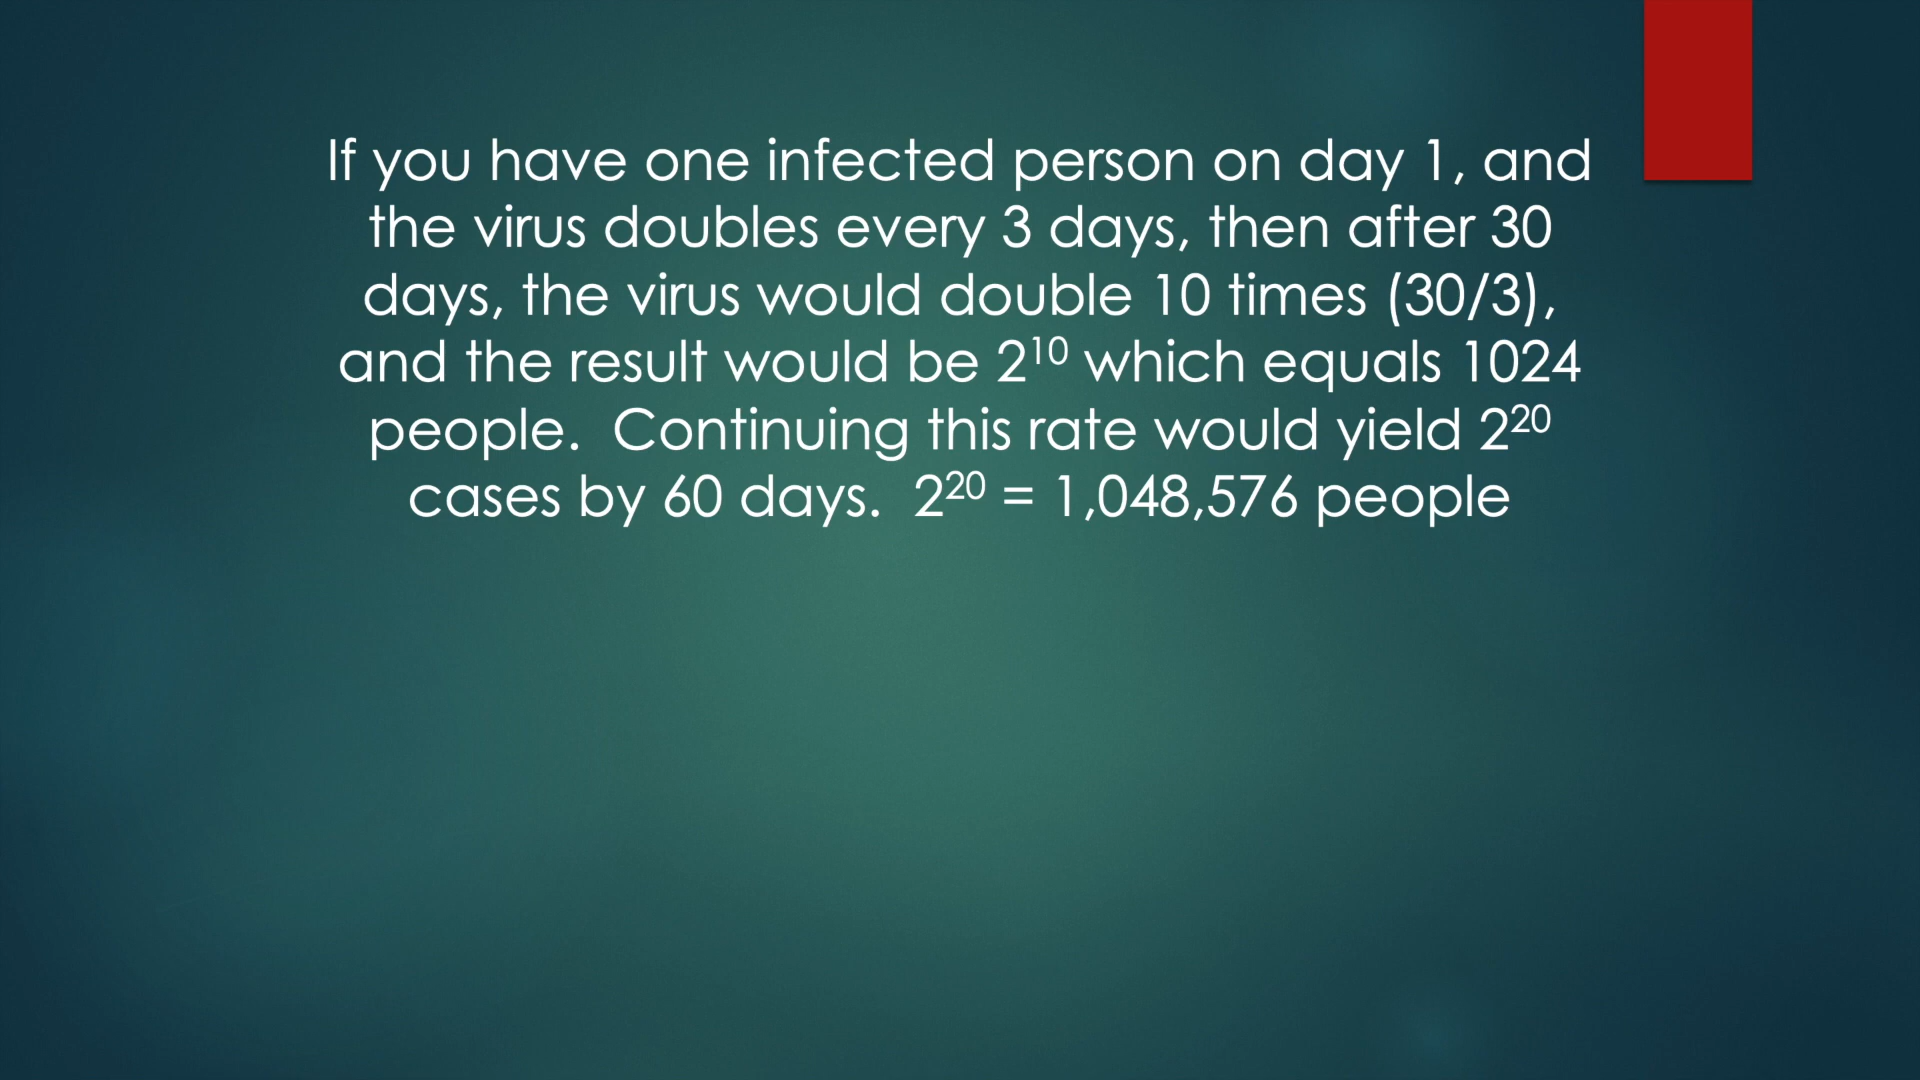 If you have one infected person on day 1, and
the virus doubles every 3 days, then after 30
days, the virus would double 10 times (30/3),
and the result would be 2¹⁰ which equals 1024
people.  Continuing this rate would yield 2²⁰
cases by 60 days.  2²⁰ = 1,048,576 people